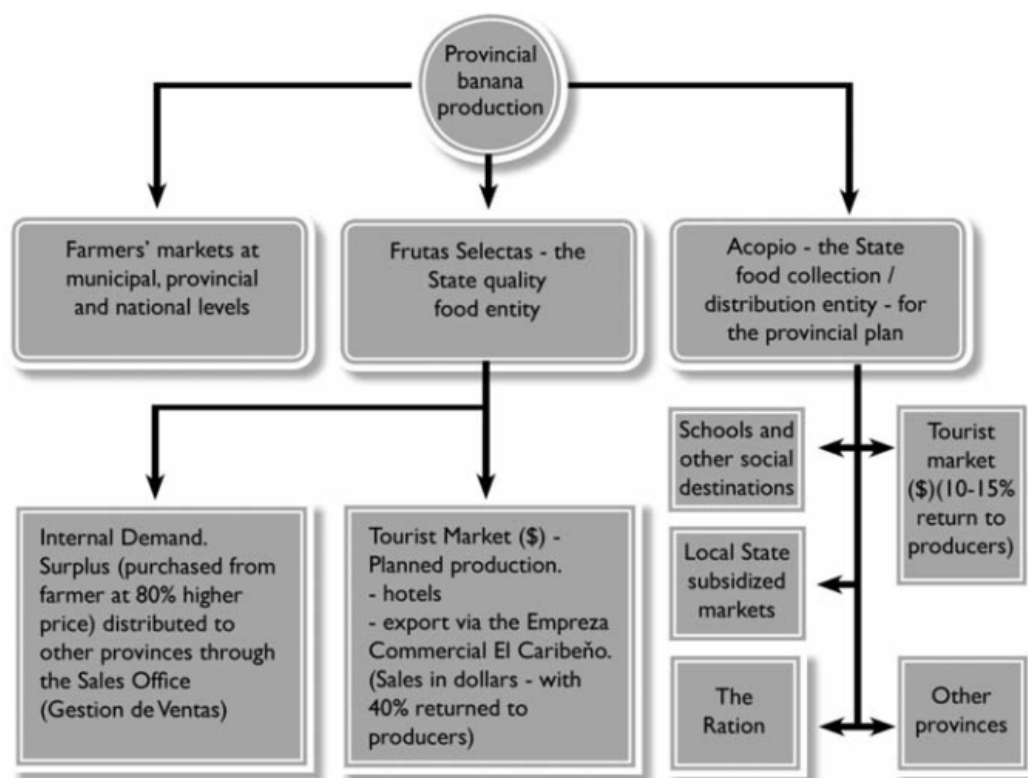 Provincial
banana
production
Farmers' markets at
municipal, provincial
and national levels
Frutas Selectas - the
State quality
food entity
Acopio - the State
food collection /
distribution entity - for
the provincial plan
Internal Demand.
Surplus (purchased from
farmer at 80% higher
price) distributed to
other provinces through
the Sales Office
(Gestion de Ventas)
Tourist Market ($) -
Planned production.
- hotels
- export via the Empreza
Commercial El Caribeňo.
(Sales in dollars - with
40% returned to
producers)
Schools and
other social
destinations
Tourist
market
($)(10-15%
return to
producers)
Local State
subsidized
markets
The
Ration
Other
provinces